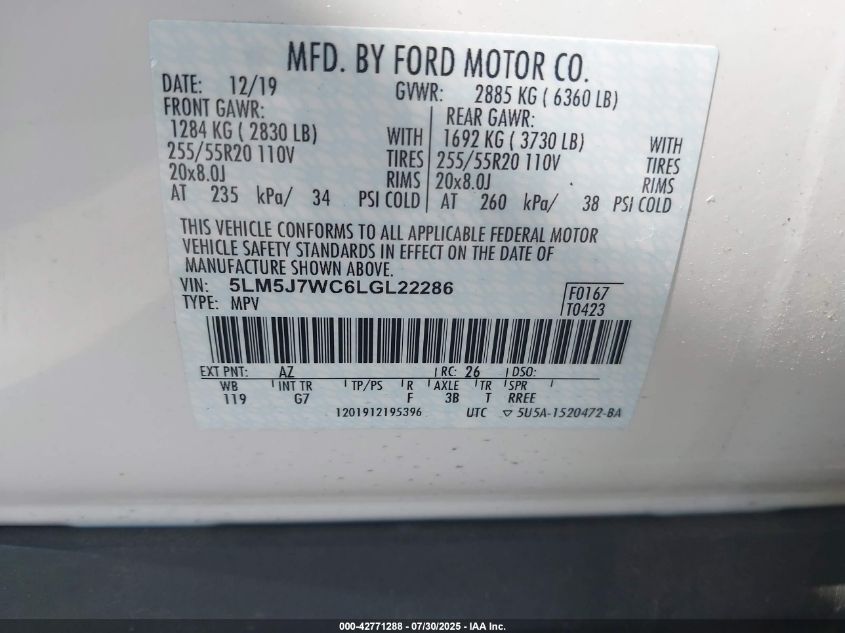 MFD. BY FORD MOTOR CO.
DATE: 12/19 GVWR: 2885 KG ( 6360 LB)
FRONT GAWR: REAR GAWR:
1284 KG ( 2830 LB) WITH 1692 KG ( 3730 LB) WITH
255/55R20 110V TIRES 255/55R20 110V TIRES
20x8.0J RIMS 20x8.0J RIMS
AT 235 kPa/ 34 PSI COLD AT 260 kPa/ 38 PSI COLD
THIS VEHICLE CONFORMS TO ALL APPLICABLE FEDERAL MOTOR
VEHICLE SAFETY STANDARDS IN EFFECT ON THE DATE OF
MANUFACTURE SHOWN ABOVE.
VIN: 5LM5J7WC6LGL22286 F0167
TYPE: MPV T0423
EXT PNT: AZ RC: 26 DSO:
WB INT TR TP/PS R AXLE TR SPR
119 G7 F 3B T RREE
1201912195396 UTC ▽ 5U5A-1520472-BA
000-42771288 - 07/30/2025 - IAA Inc.